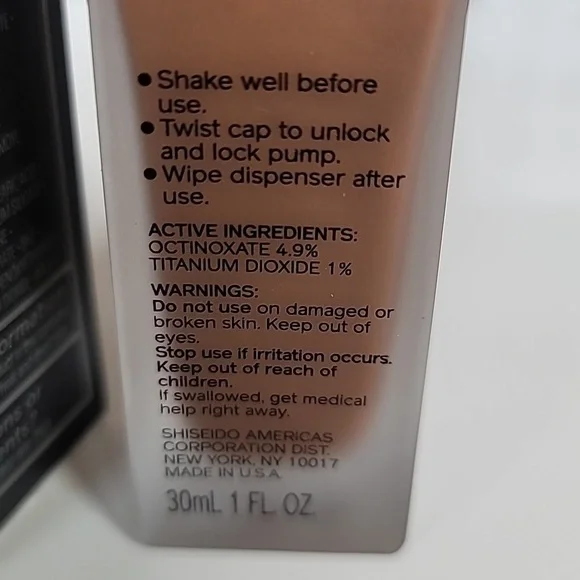 • Shake well before
use.
• Twist cap to unlock
and lock pump.
• Wipe dispenser after
use.
ACTIVE INGREDIENTS:
OCTINOXATE 4.9%
TITANIUM DIOXIDE 1%
WARNINGS:
Do not use on damaged or
broken skin. Keep out of
eyes.
Stop use if irritation occurs.
Keep out of reach of
children.
If swallowed, get medical
help right away.
SHISEIDO AMERICAS
CORPORATION DIST.
NEW YORK, NY 10017
MADE IN U.S.A.
30mL 1 FL. OZ.